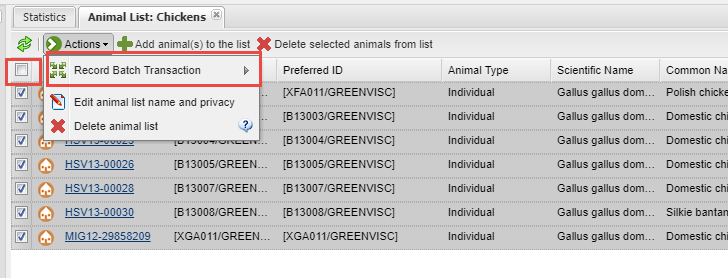 Statistics Animal List: Chickens
Actions Add animal(s) to the list Delete selected animals from list
Record Batch Transaction
Edit animal list name and privacy
Delete animal list
Preferred ID Animal Type Scientific Name Common Na
[XFA011/GREENVISC] Individual Gallus gallus dom... Polish chicke
[B13003/GREENVISC] Individual Gallus gallus dom... Domestic chi
[B13004/GREENVISC] Individual Gallus gallus dom... Domestic chi
HSV13-00026 [B13005/GREEN... [B13005/GREENVISC] Individual Gallus gallus dom... Domestic chi
HSV13-00028 [B13007/GREEN... [B13007/GREENVISC] Individual Gallus gallus dom... Domestic chi
HSV13-00030 [B13008/GREEN... [B13008/GREENVISC] Individual Gallus gallus dom... Silkie bantan
MIG12-29858209 [XGA011/GREEN... [XGA011/GREENVISC] Individual Gallus gallus dom... Domestic chi